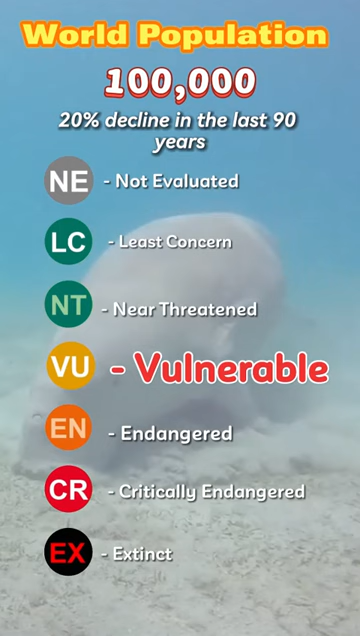 World Population
100,000
20% decline in the last 90
years
NE - Not Evaluated
LC - Least Concern
NT - Near Threatened
VU - Vulnerable
EN - Endangered
CR - Critically Endangered
EX - Extinct